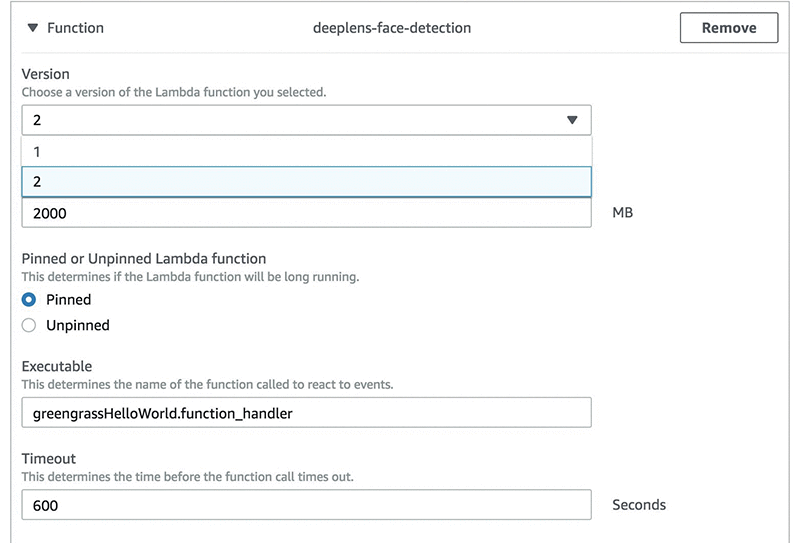 Function deeplens-face-detection Remove
Version
Choose a version of the Lambda function you selected.
2
1
2
2000 MB
Pinned or Unpinned Lambda function
This determines if the Lambda function will be long running.
Pinned
Unpinned
Executable
This determines the name of the function called to react to events.
greengrassHelloWorld.function_handler
Timeout
This determines the time before the function call times out.
600 Seconds